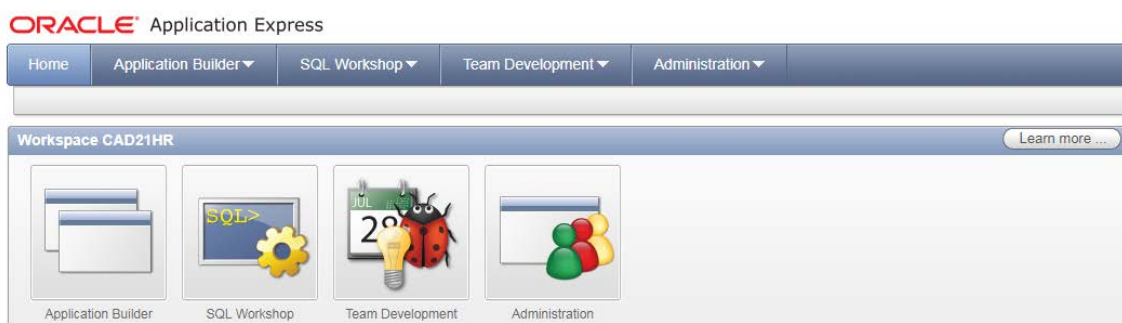 ORACLE Application Express
Home Application Builder SQL Workshop Team Development Administration
Workspace CAD21HR Learn more ...
SQL>
JUL
28
Application Builder SQL Workshop Team Development Administration